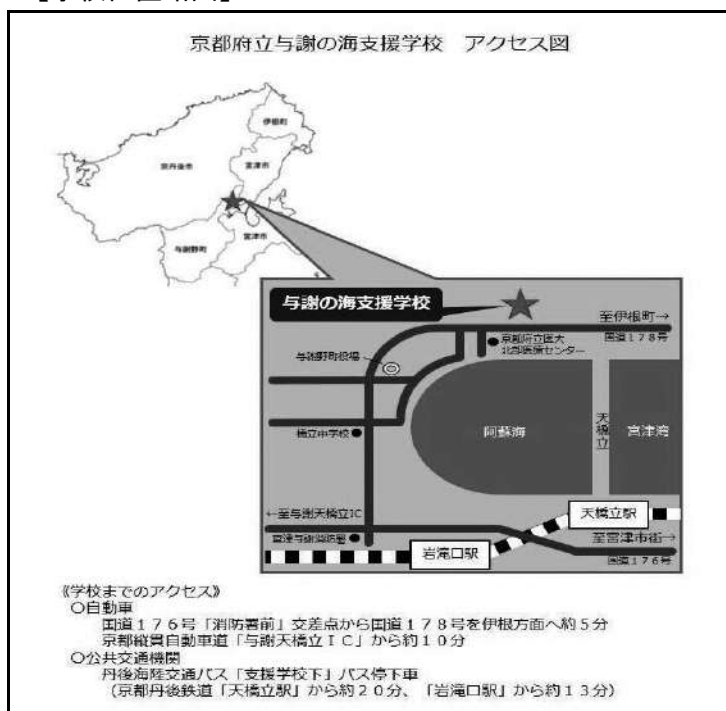 京都府立与謝の海支援学校　アクセス図
伊根町
京丹後市
宮津市
与謝野町
宮津市
与謝の海支援学校
至伊根町→
国道178号
京都府立医大
北部医療センター
与謝野町役場
橋立中学校
阿蘇海
天橋立
宮津湾
←至与謝天橋立IC
天橋立駅
宮津与謝消防署
岩滝口駅
至宮津市街→
国道176号
《学校までのアクセス》
〇自動車
国道176号「消防署前」交差点から国道178号を伊根方面へ約5分
京都縦貫自動車道「与謝天橋立IC」から約10分
〇公共交通機関
丹後海陸交通バス「支援学校下」バス停下車
(京都丹後鉄道「天橋立駅」から約20分、「岩滝口駅」から約13分)